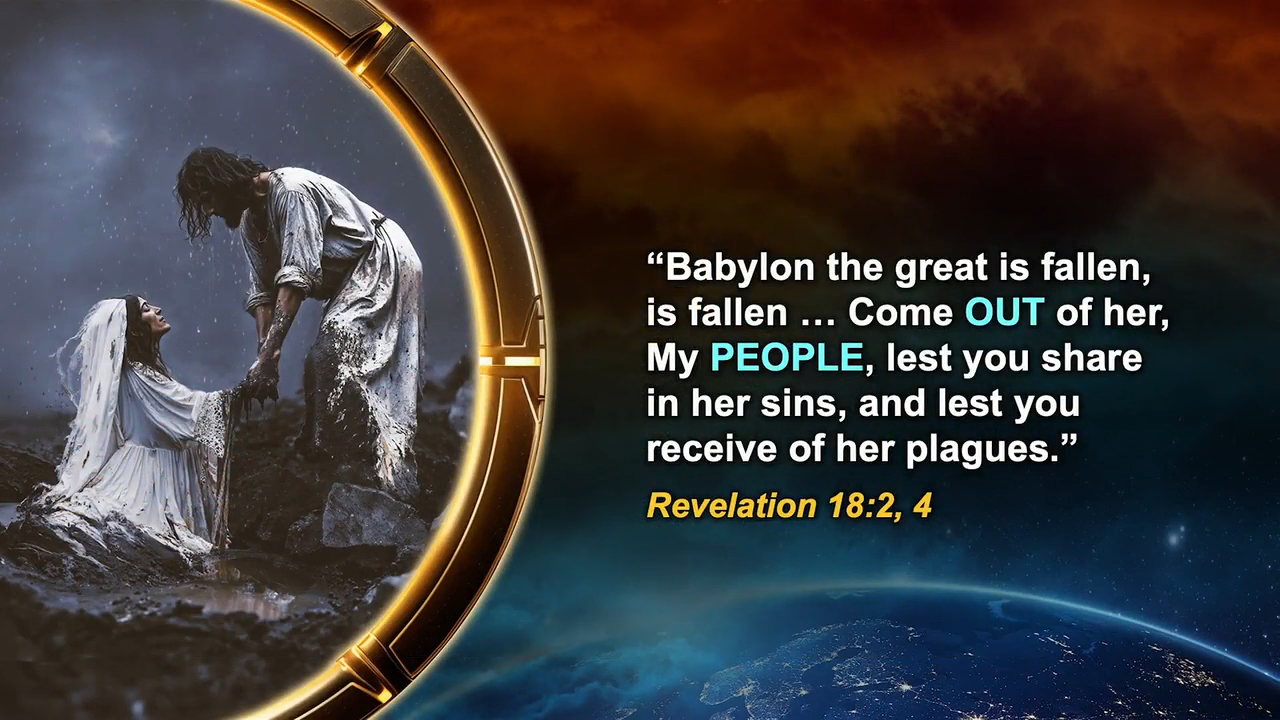 “Babylon the great is fallen,
is fallen … Come OUT of her,
My PEOPLE, lest you share
in her sins, and lest you
receive of her plagues.”
Revelation 18:2, 4